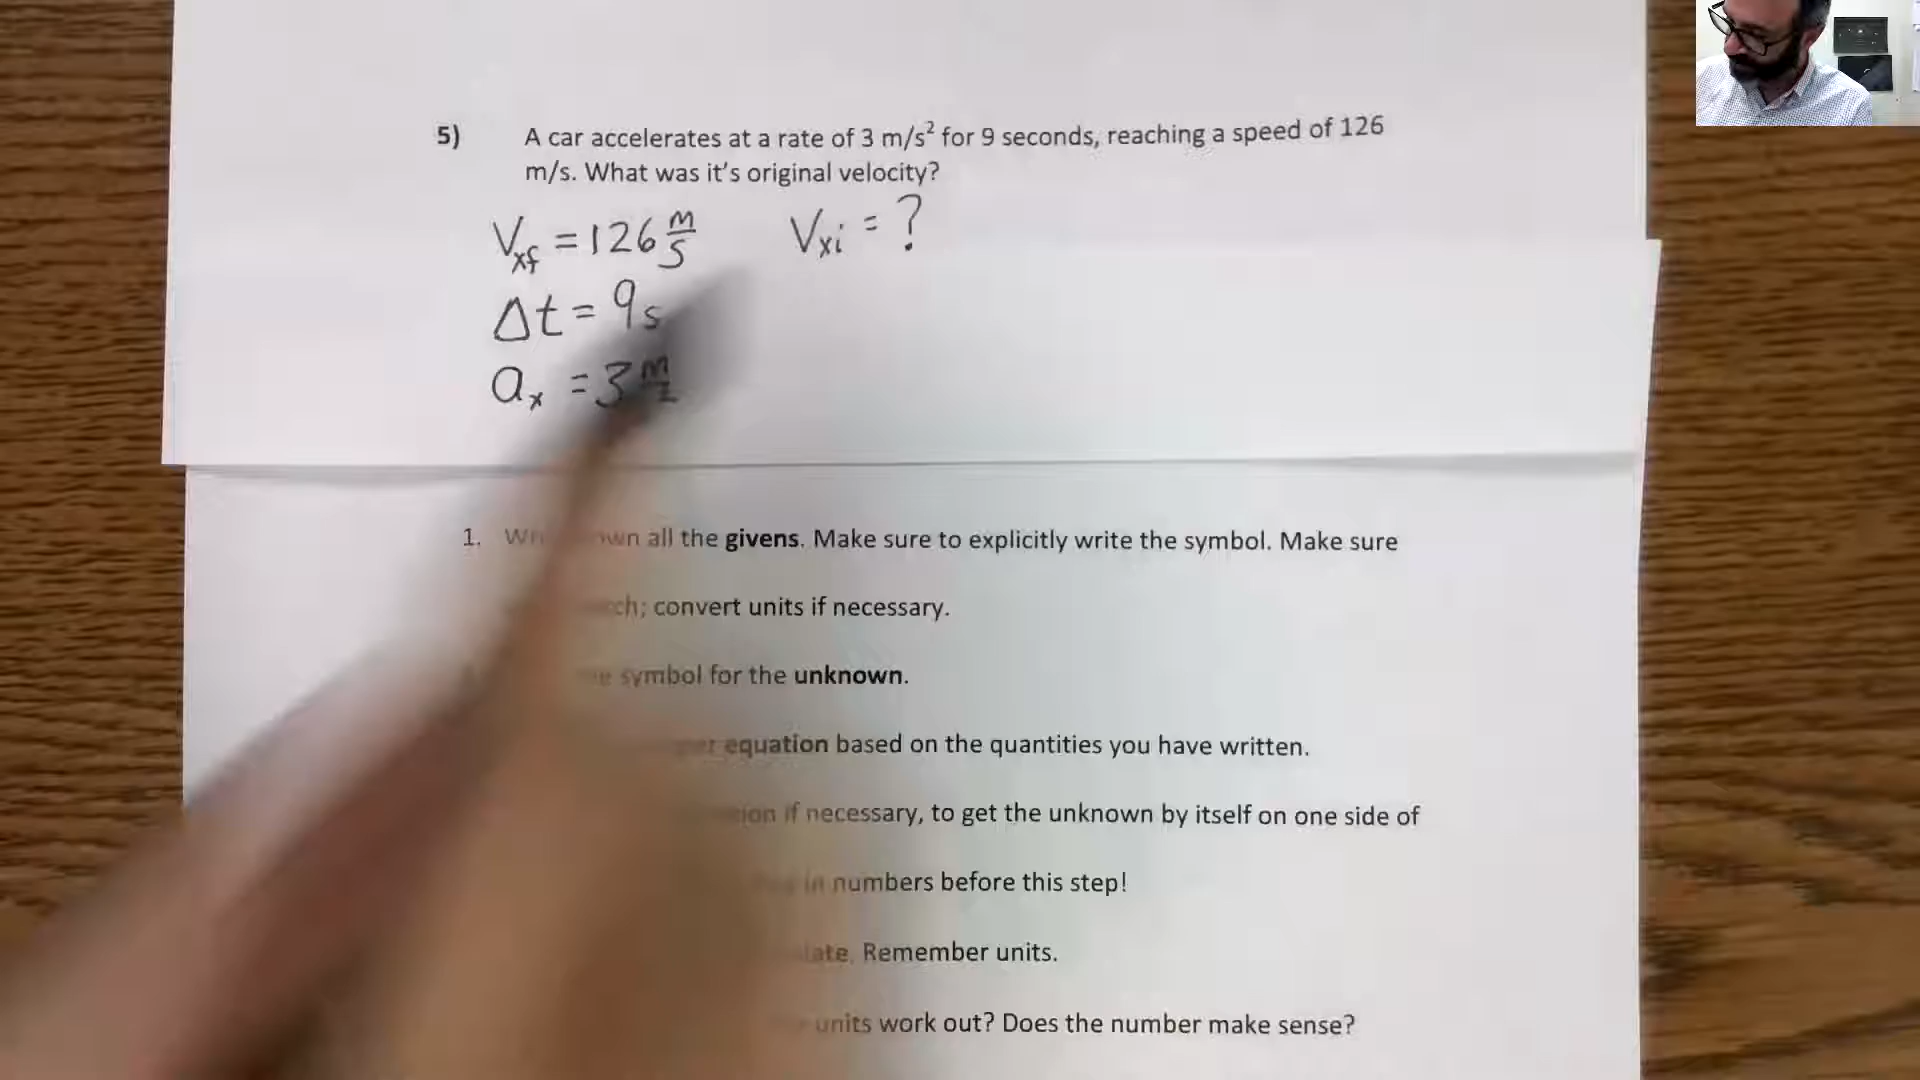 5) A car accelerates at a rate of 3 m/s² for 9 seconds, reaching a speed of 126
m/s. What was it's original velocity?
Vxf = 126 m/s Vxi = ?
Δt = 9s
ax = 3 m
1. own all the givens. Make sure to explicitly write the symbol. Make sure
convert units if necessary.
symbol for the unknown.
equation based on the quantities you have written.
if necessary, to get the unknown by itself on one side of
in numbers before this step!
Remember units.
units work out? Does the number make sense?